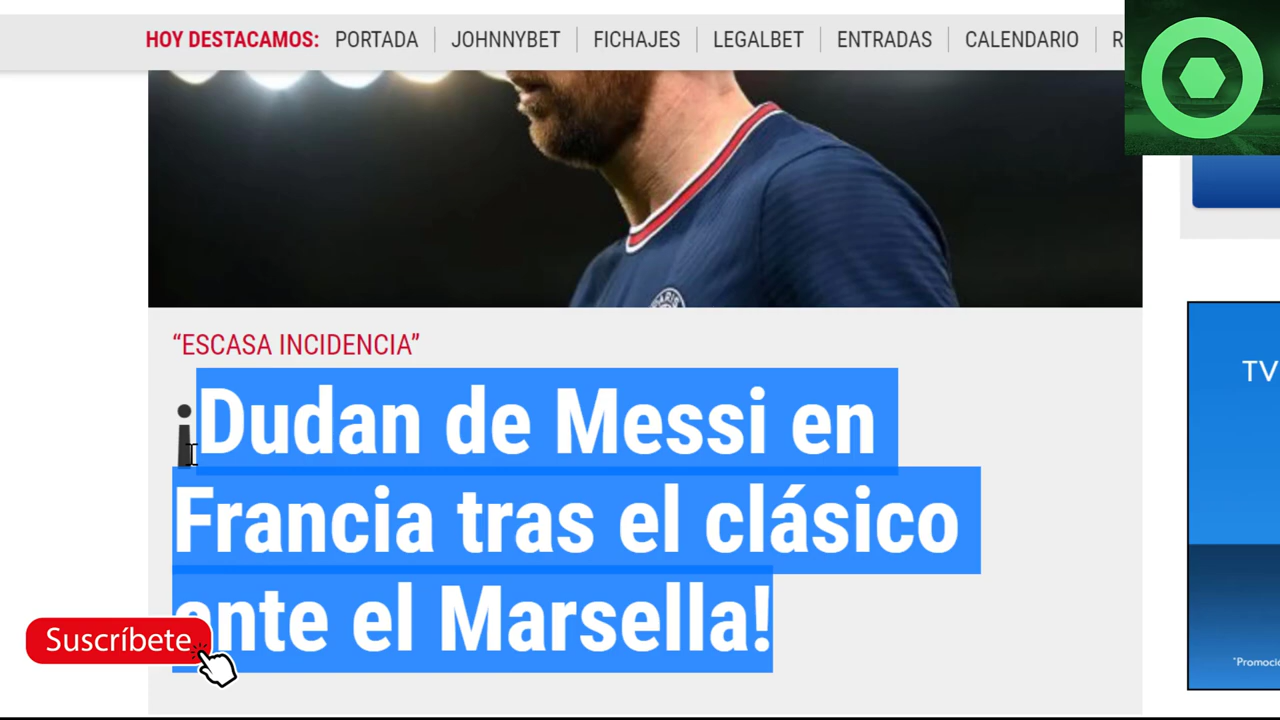 HOY DESTACAMOS: PORTADA JOHNNYBET FICHAJES LEGALBET ENTRADAS CALENDARIO
PARIS
"ESCASA INCIDENCIA"
¡Dudan de Messi en
Francia tras el clásico
ante el Marsella!
Suscríbete
TV